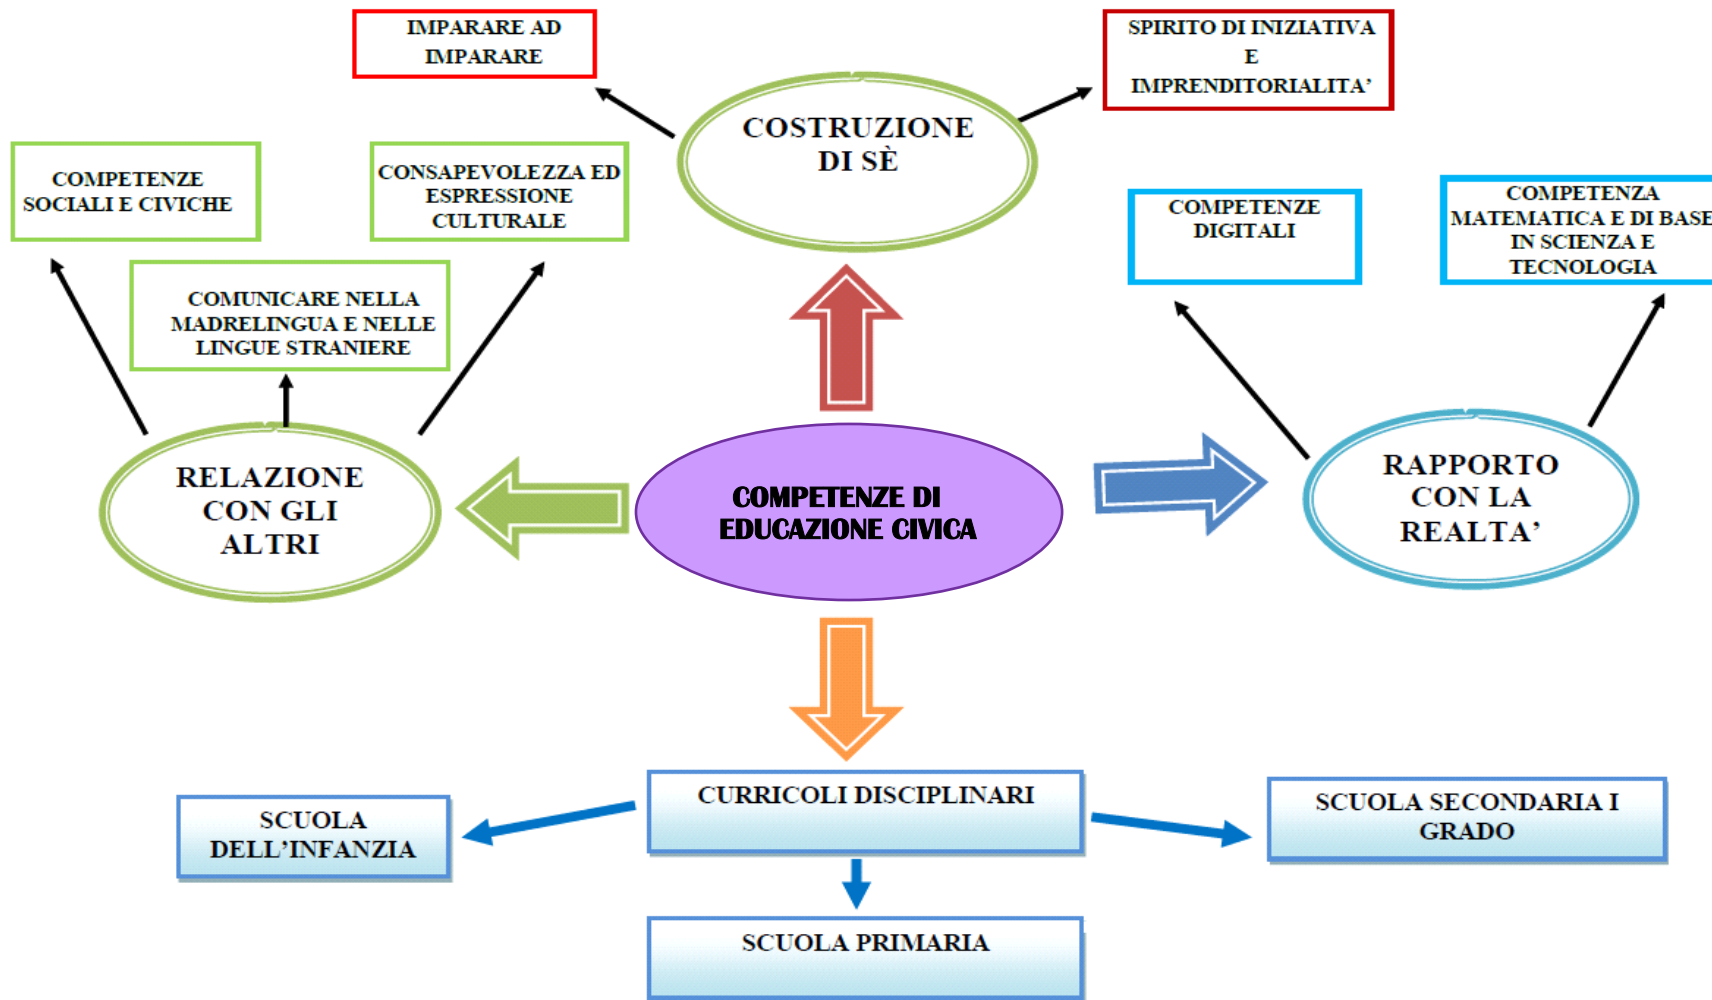 IMPARARE AD
IMPARARE
SPIRITO DI INIZIATIVA
E
IMPRENDITORIALITA’
COSTRUZIONE
DI SÈ
COMPETENZE
SOCIALI E CIVICHE
CONSAPEVOLEZZA ED
ESPRESSIONE
CULTURALE
COMPETENZE
DIGITALI
COMPETENZA
MATEMATICA E DI BASE
IN SCIENZA E
TECNOLOGIA
COMUNICARE NELLA
MADRELINGUA E NELLE
LINGUE STRANIERE
RELAZIONE
CON GLI
ALTRI
COMPETENZE DI
EDUCAZIONE CIVICA
RAPPORTO
CON LA
REALTA’
CURRICOLI DISCIPLINARI
SCUOLA
DELL’INFANZIA
SCUOLA SECONDARIA I
GRADO
SCUOLA PRIMARIA